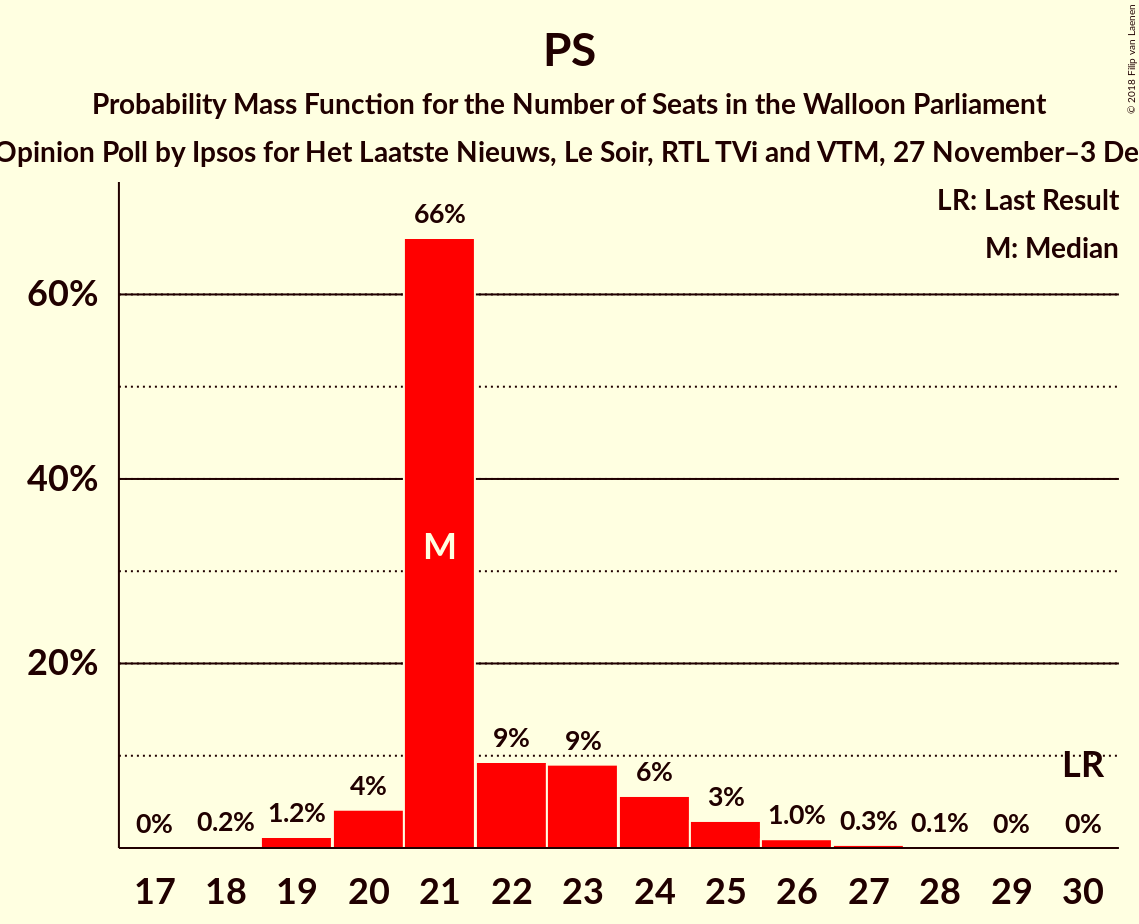 PS
Probability Mass Function for the Number of Seats in the Walloon Parliament
Opinion Poll by Ipsos for Het Laatste Nieuws, Le Soir, RTL TVi and VTM, 27 November–3 De
© 2018 Filip van Laenen
LR: Last Result
M: Median
60%
40%
20%
0% 0.2% 1.2% 4% 66% 9% 9% 6% 3% 1.0% 0.3% 0.1% 0% 0%
M
LR
17 18 19 20 21 22 23 24 25 26 27 28 29 30